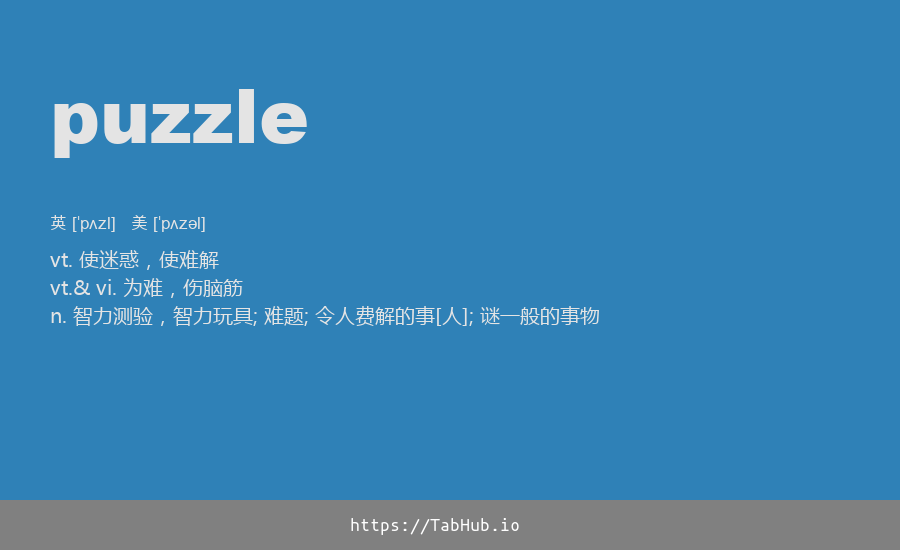 puzzle
英 [ˈpʌzl] 美 [ˈpʌzəl]
vt. 使迷惑，使难解
vt.& vi. 为难，伤脑筋
n. 智力测验，智力玩具; 难题; 令人费解的事[人]; 谜一般的事物
https://TabHub.io